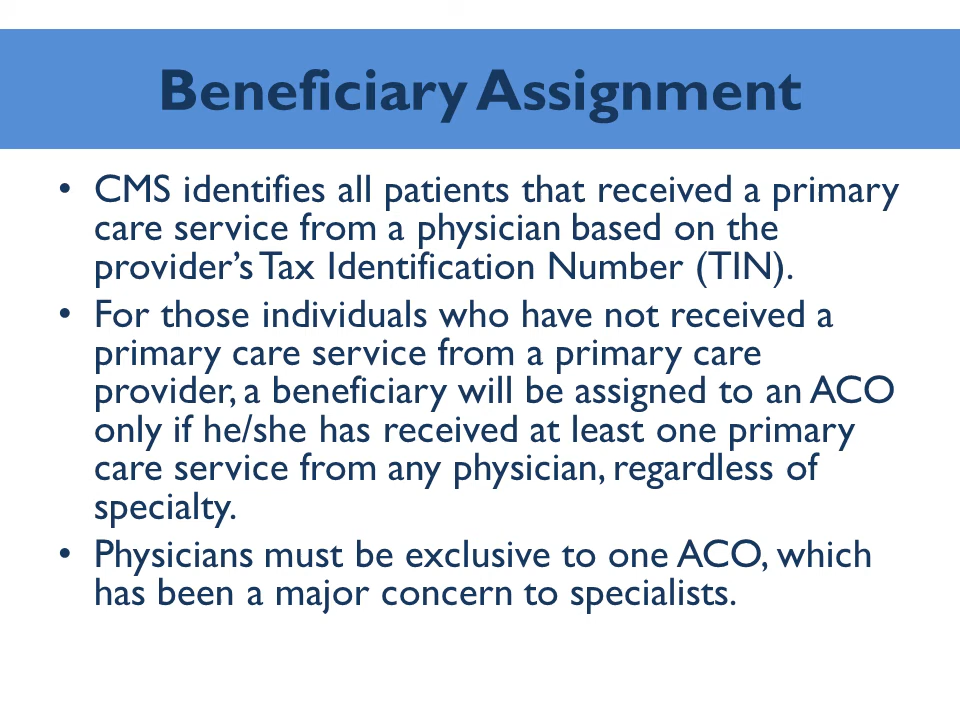 Beneficiary Assignment
• CMS identifies all patients that received a primary
care service from a physician based on the
provider's Tax Identification Number (TIN).
• For those individuals who have not received a
primary care service from a primary care
provider, a beneficiary will be assigned to an ACO
only if he/she has received at least one primary
care service from any physician, regardless of
specialty.
• Physicians must be exclusive to one ACO, which
has been a major concern to specialists.